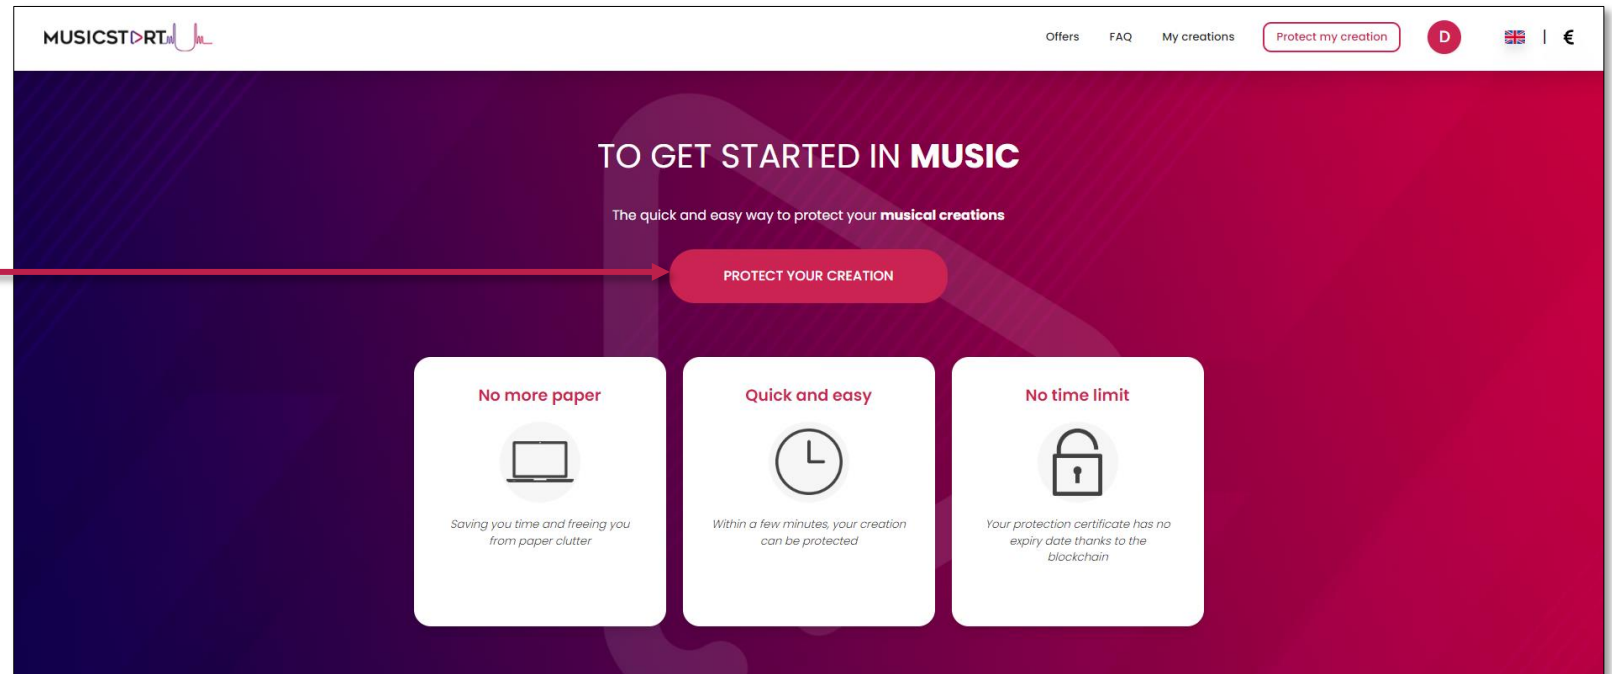 MUSICSTART
Offers FAQ My creations Protect my creation D | €
TO GET STARTED IN MUSIC
The quick and easy way to protect your musical creations
PROTECT YOUR CREATION
No more paper
Saving you time and freeing you
from paper clutter
Quick and easy
Within a few minutes, your creation
can be protected
No time limit
Your protection certificate has no
expiry date thanks to the
blockchain